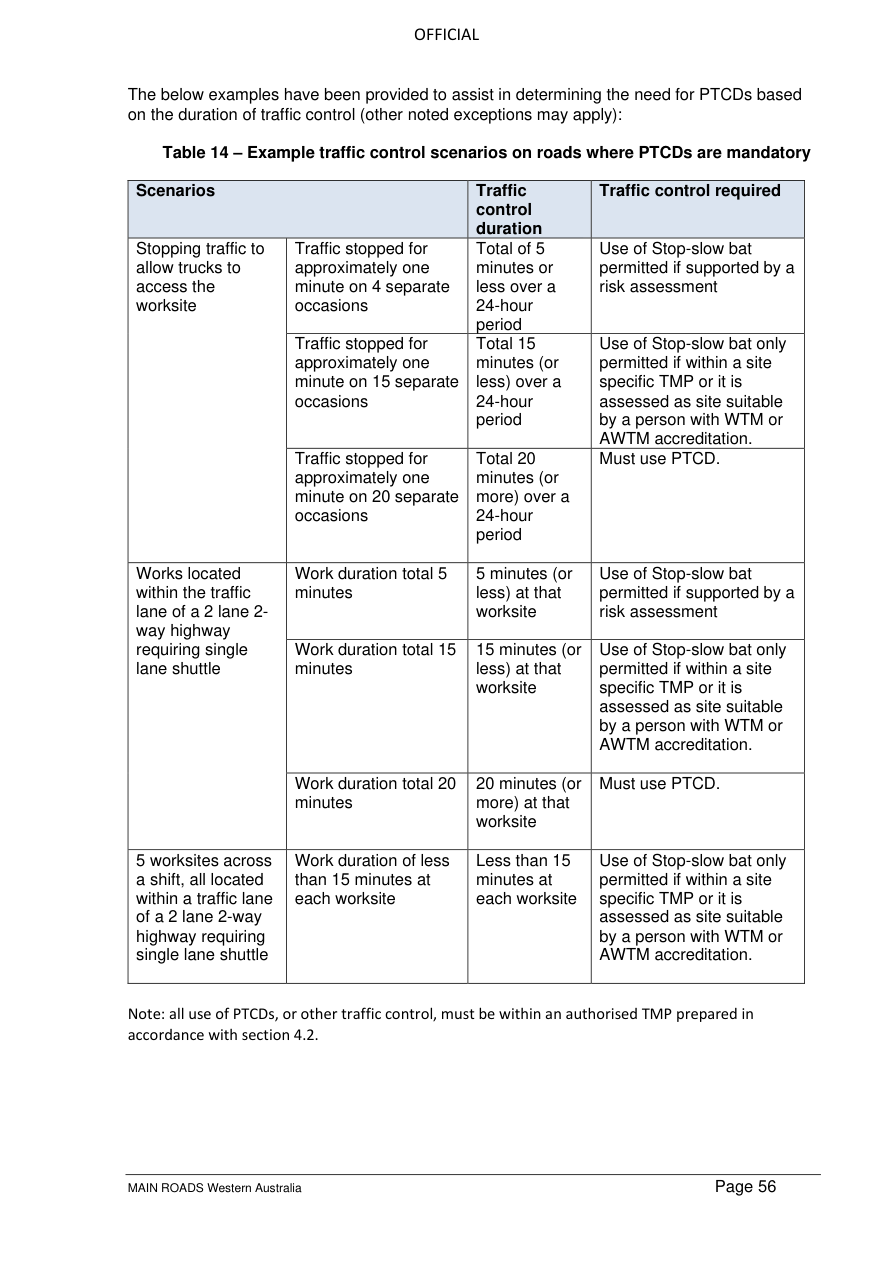 OFFICIAL
The below examples have been provided to assist in determining the need for PTCDs based
on the duration of traffic control (other noted exceptions may apply):
Table 14 – Example traffic control scenarios on roads where PTCDs are mandatory
Scenarios
Traffic
control
duration
Traffic control required
Stopping traffic to
allow trucks to
access the
worksite
Traffic stopped for
approximately one
minute on 4 separate
occasions
Total of 5
minutes or
less over a
24-hour
period
Use of Stop-slow bat
permitted if supported by a
risk assessment
Traffic stopped for
approximately one
minute on 15 separate
occasions
Total 15
minutes (or
less) over a
24-hour
period
Use of Stop-slow bat only
permitted if within a site
specific TMP or it is
assessed as site suitable
by a person with WTM or
AWTM accreditation.
Traffic stopped for
approximately one
minute on 20 separate
occasions
Total 20
minutes (or
more) over a
24-hour
period
Must use PTCD.
Works located
within the traffic
lane of a 2 lane 2-
way highway
requiring single
lane shuttle
Work duration total 5
minutes
5 minutes (or
less) at that
worksite
Use of Stop-slow bat
permitted if supported by a
risk assessment
Work duration total 15
minutes
15 minutes (or
less) at that
worksite
Use of Stop-slow bat only
permitted if within a site
specific TMP or it is
assessed as site suitable
by a person with WTM or
AWTM accreditation.
Work duration total 20
minutes
20 minutes (or
more) at that
worksite
Must use PTCD.
5 worksites across
a shift, all located
within a traffic lane
of a 2 lane 2-way
highway requiring
single lane shuttle
Work duration of less
than 15 minutes at
each worksite
Less than 15
minutes at
each worksite
Use of Stop-slow bat only
permitted if within a site
specific TMP or it is
assessed as site suitable
by a person with WTM or
AWTM accreditation.
Note: all use of PTCDs, or other traffic control, must be within an authorised TMP prepared in
accordance with section 4.2.
MAIN ROADS Western Australia
Page 56